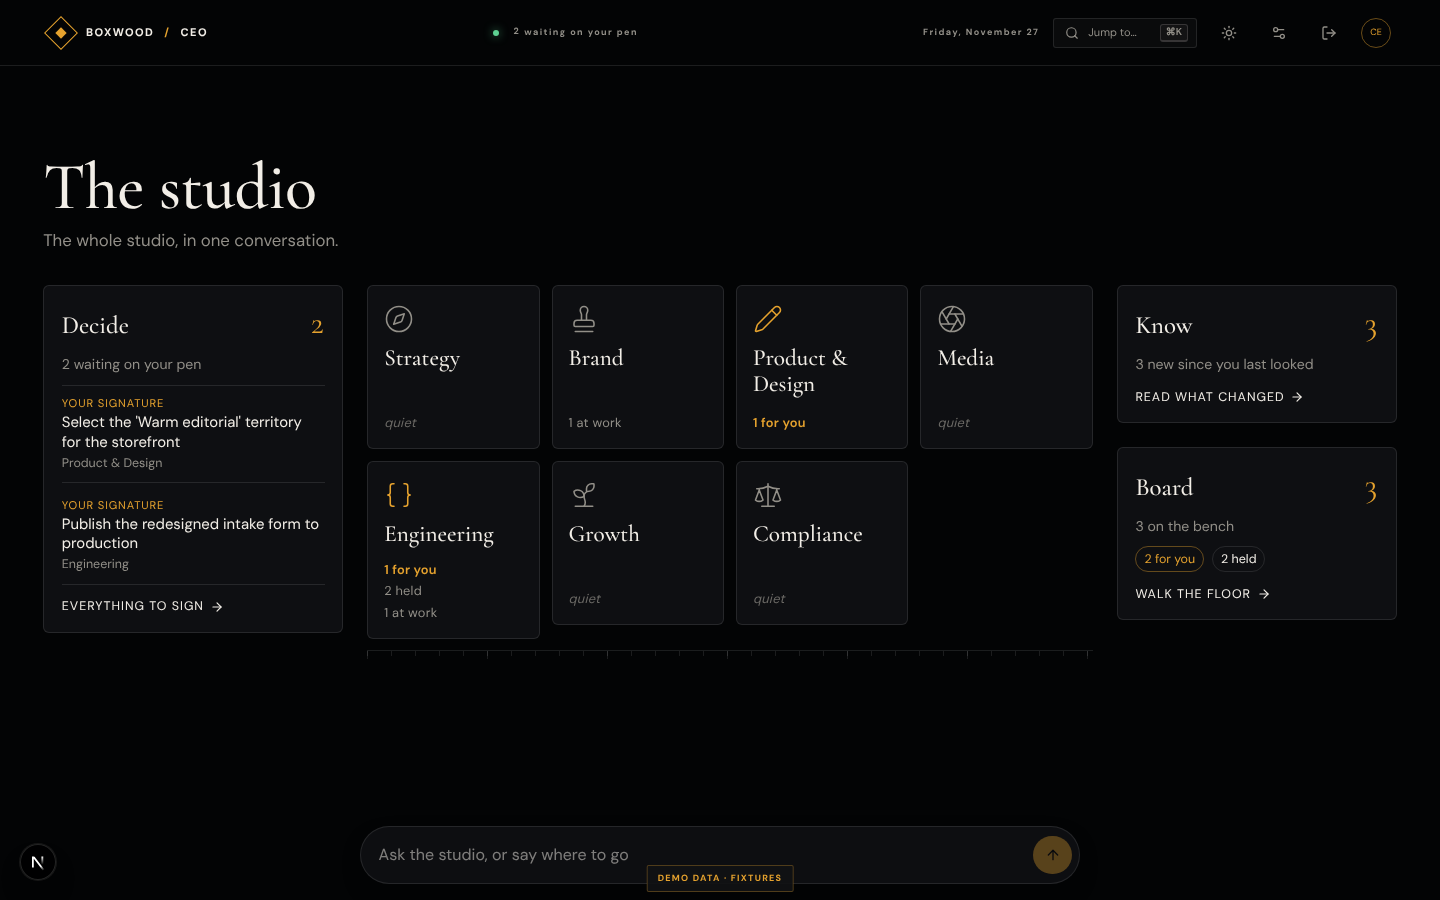 BOXWOOD / CEO
2 waiting on your pen
Friday, November 27
Jump to...
⌘K
CE
The studio
The whole studio, in one conversation.
Decide
2
2 waiting on your pen
YOUR SIGNATURE
Select the 'Warm editorial' territory
for the storefront
Product & Design
YOUR SIGNATURE
Publish the redesigned intake form to
production
Engineering
EVERYTHING TO SIGN →
Strategy
quiet
Brand
1 at work
Product &
Design
1 for you
Media
quiet
{ }
Engineering
1 for you
2 held
1 at work
Growth
quiet
Compliance
quiet
Know
3
3 new since you last looked
READ WHAT CHANGED →
Board
3
3 on the bench
2 for you
2 held
WALK THE FLOOR →
N
Ask the studio, or say where to go
DEMO DATA · FIXTURES